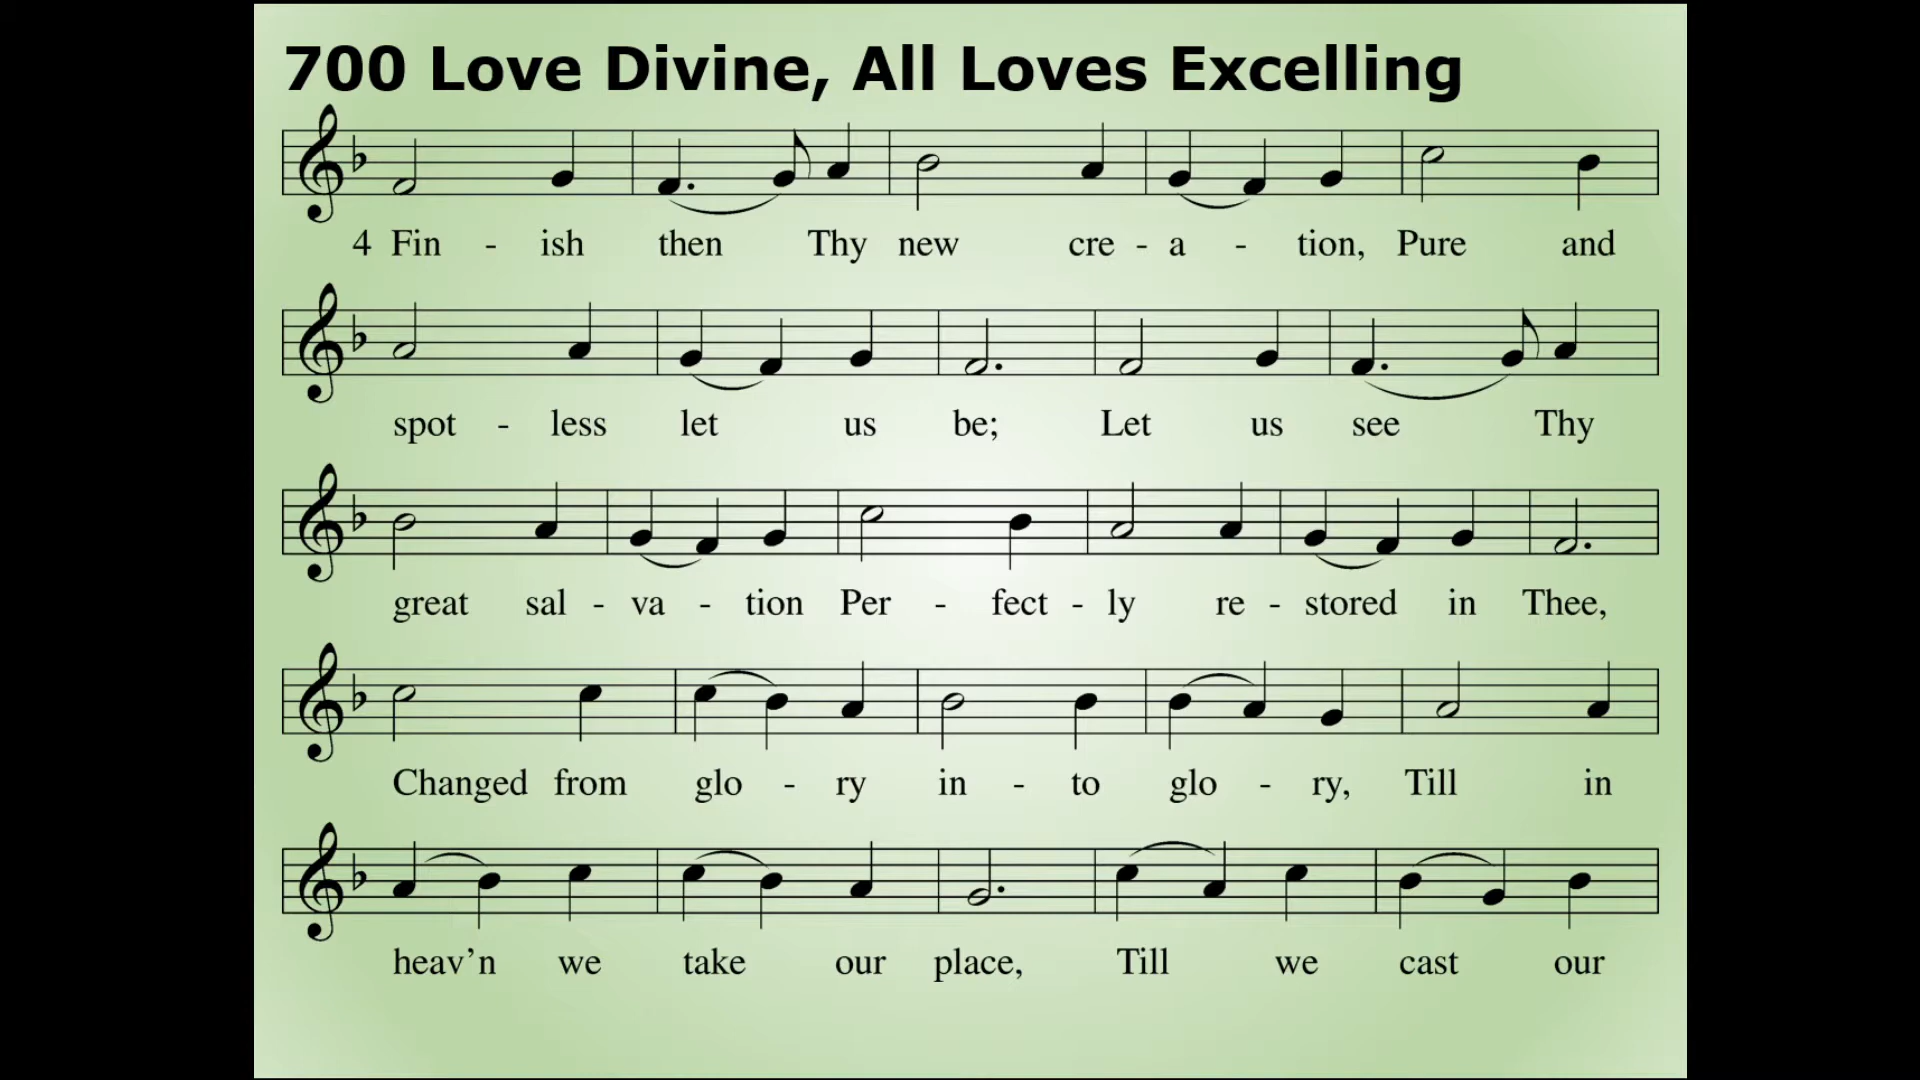 700 Love Divine, All Loves Excelling
4 Fin - ish then Thy new cre - a - tion, Pure and
spot - less let us be; Let us see Thy
great sal - va - tion Per - fect - ly re - stored in Thee,
Changed from glo - ry in - to glo - ry, Till in
heav’n we take our place, Till we cast our